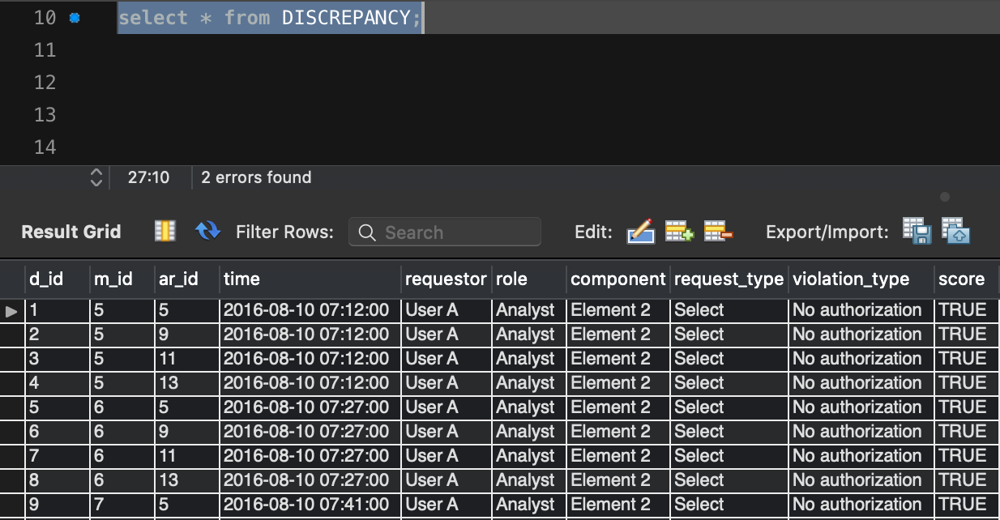 10 select * from DISCREPANCY;
11
12
13
14
27:10 2 errors found
Result Grid Filter Rows: Search Edit: Export/Import:
d_id m_id ar_id time requestor role component request_type violation_type score
1 5 5 2016-08-10 07:12:00 User A Analyst Element 2 Select No authorization TRUE
2 5 9 2016-08-10 07:12:00 User A Analyst Element 2 Select No authorization TRUE
3 5 11 2016-08-10 07:12:00 User A Analyst Element 2 Select No authorization TRUE
4 5 13 2016-08-10 07:12:00 User A Analyst Element 2 Select No authorization TRUE
5 6 5 2016-08-10 07:27:00 User A Analyst Element 2 Select No authorization TRUE
6 6 9 2016-08-10 07:27:00 User A Analyst Element 2 Select No authorization TRUE
7 6 11 2016-08-10 07:27:00 User A Analyst Element 2 Select No authorization TRUE
8 6 13 2016-08-10 07:27:00 User A Analyst Element 2 Select No authorization TRUE
9 7 5 2016-08-10 07:41:00 User A Analyst Element 2 Select No authorization TRUE